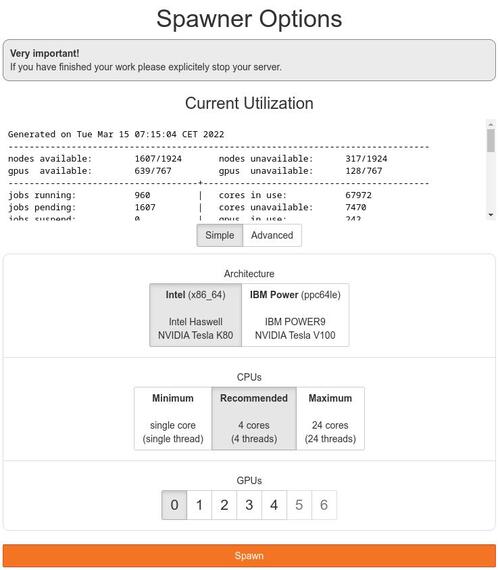 Spawner Options
Very important!
If you have finished your work please explicitly stop your server.
Current Utilization
Generated on Tue Mar 15 07:15:04 CET 2022
--------------------------------------------------------------------------------
nodes available: 1607/1924 nodes unavailable: 317/1924
gpus available: 639/767 gpus unavailable: 128/767
------------------------------------+-------------------------------------------
jobs running: 960 | cores in use: 67972
jobs pending: 1607 | cores unavailable: 7470
jobs suspend: 0 | gpus in use: 242
Simple Advanced
Architecture
Intel (x86_64) IBM Power (ppc64le)
Intel Haswell IBM POWER9
NVIDIA Tesla K80 NVIDIA Tesla V100
CPUs
Minimum Recommended Maximum
single core 4 cores 24 cores
(single thread) (4 threads) (24 threads)
GPUs
0 1 2 3 4 5 6
Spawn